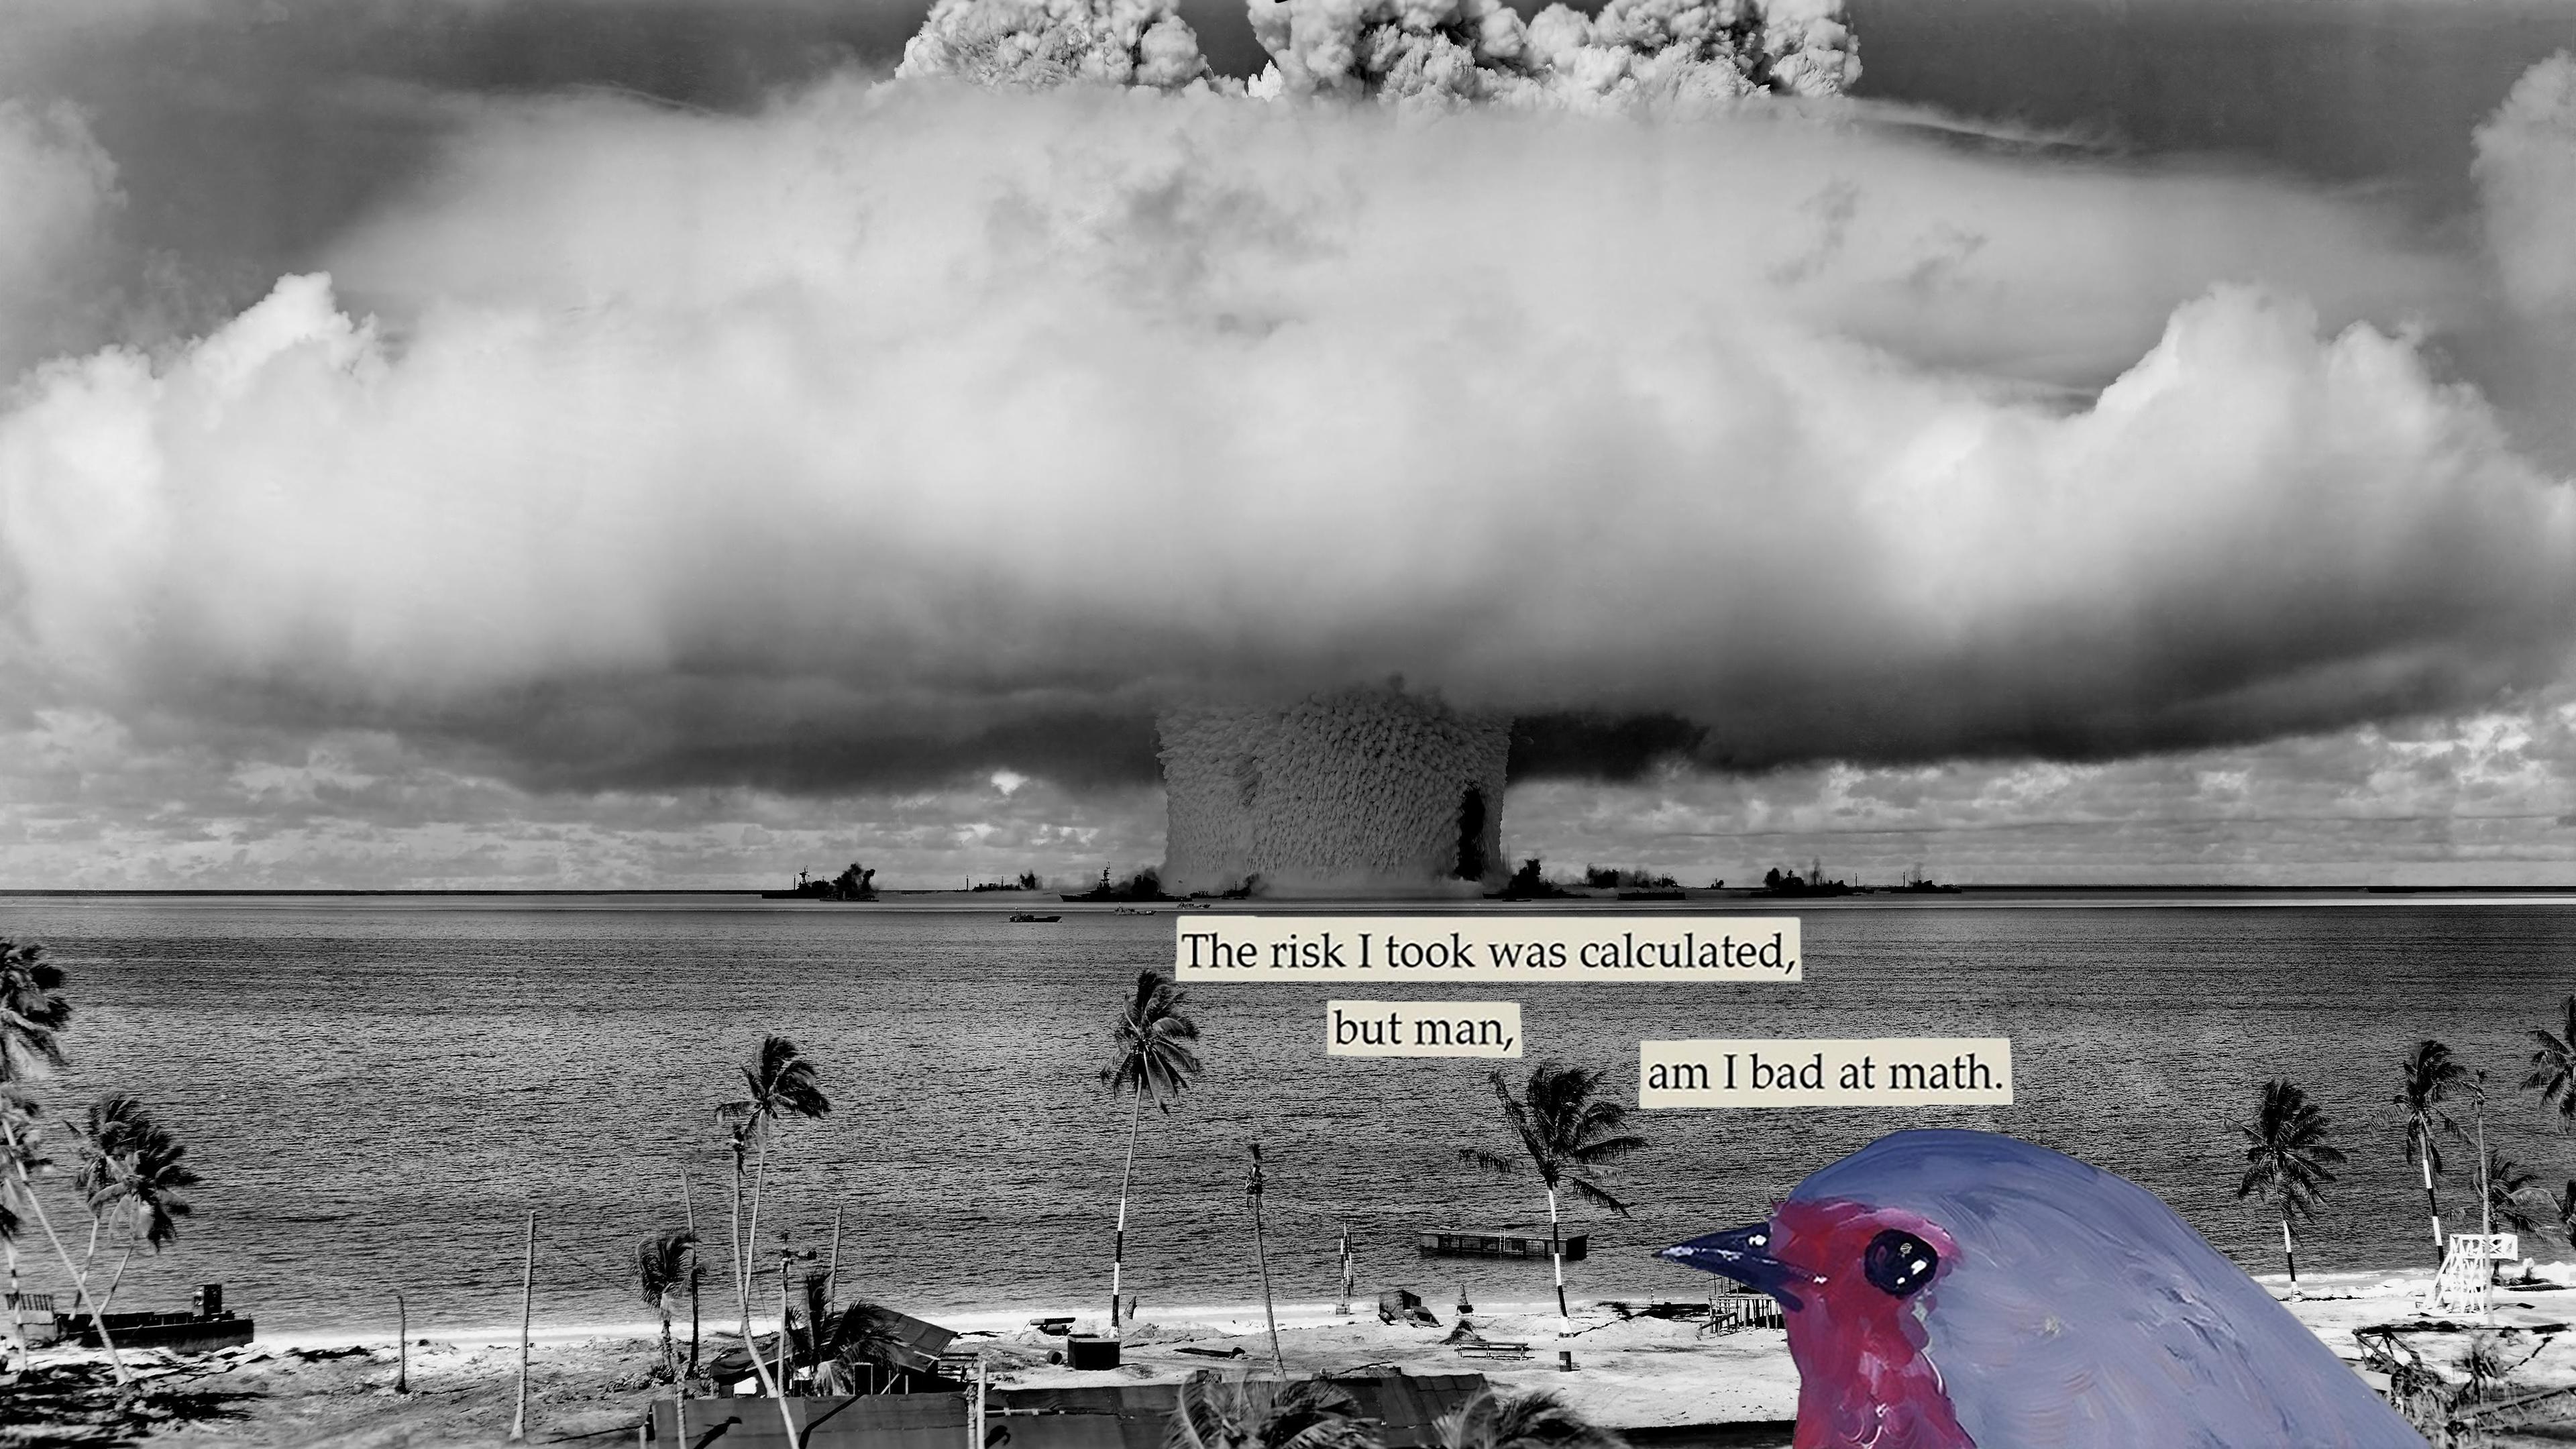 The risk I took was calculated,
but man,
am I bad at math.